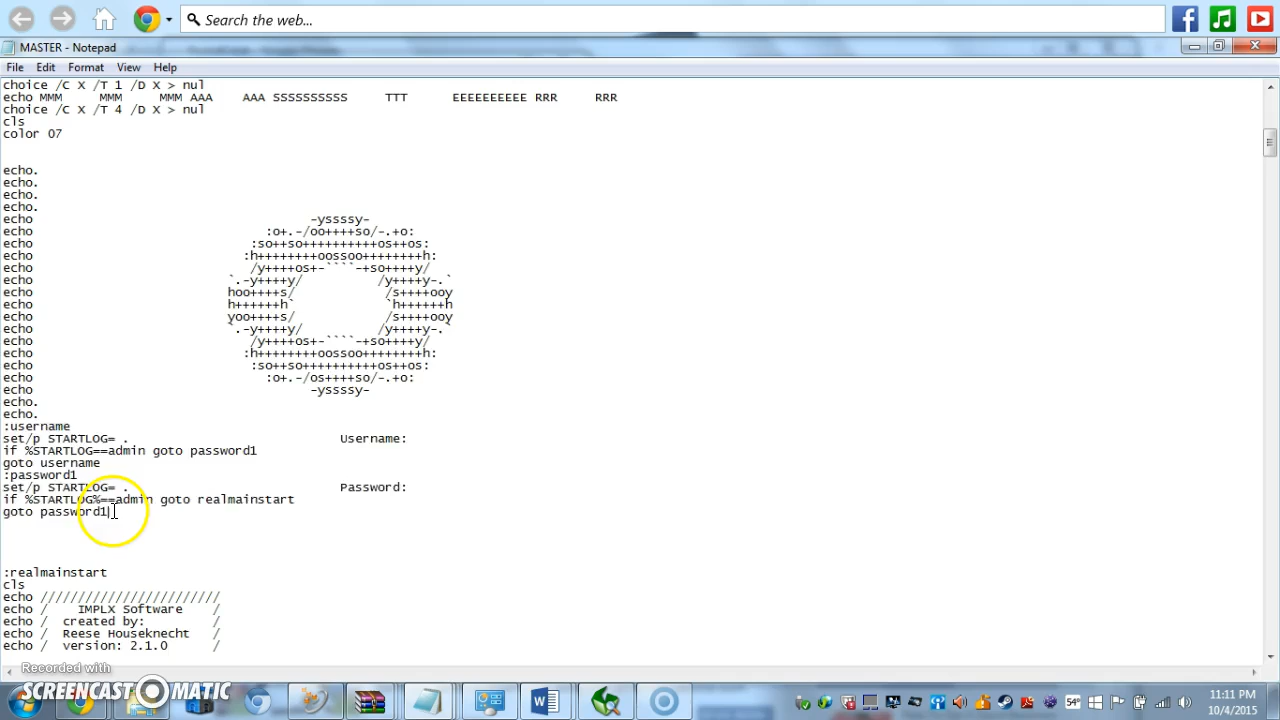 Search the web...
MASTER - Notepad
File Edit Format View Help
choice /C X /T 1 /D X > nul
echo MMM MMM MMM AAA AAA SSSSSSSSSS TTT EEEEEEEEEE RRR RRR
choice /C X /T 4 /D X > nul
cls
color 07
echo.
echo.
echo.
echo.
echo -yssssy-
echo :o+.-/oo++++so/-.+o:
echo :so++so++++++++++os++os:
echo :h++++++++oossoo++++++++h:
echo /y++++os+-````-+so++++y/
echo `.-y++++y/ /y++++y-.`
echo hoo++++s/ /s++++ooy
echo h++++++h` `h++++++h
echo yoo++++s/ /s++++ooy
echo `.-y++++y/ /y++++y-.`
echo /y++++os+-````-+so++++y/
echo :h++++++++oossoo++++++++h:
echo :so++so++++++++++os++os:
echo :o+.-/os++++so/-.+o:
echo -yssssy-
echo.
echo.
:username
set/p STARTLOG= . Username:
if %STARTLOG==admin goto password1
goto username
:password1
set/p STARTLOG= . Password:
if %STARTLOG%==admin goto realmainstart
goto password1
:realmainstart
cls
echo ////////////////////////
echo / IMPLX Software /
echo / created by: /
echo / Reese Houseknecht /
echo / version: 2.1.0 /
Recorded with
SCREENCAST MATIC
54°
11:11 PM
10/4/2015